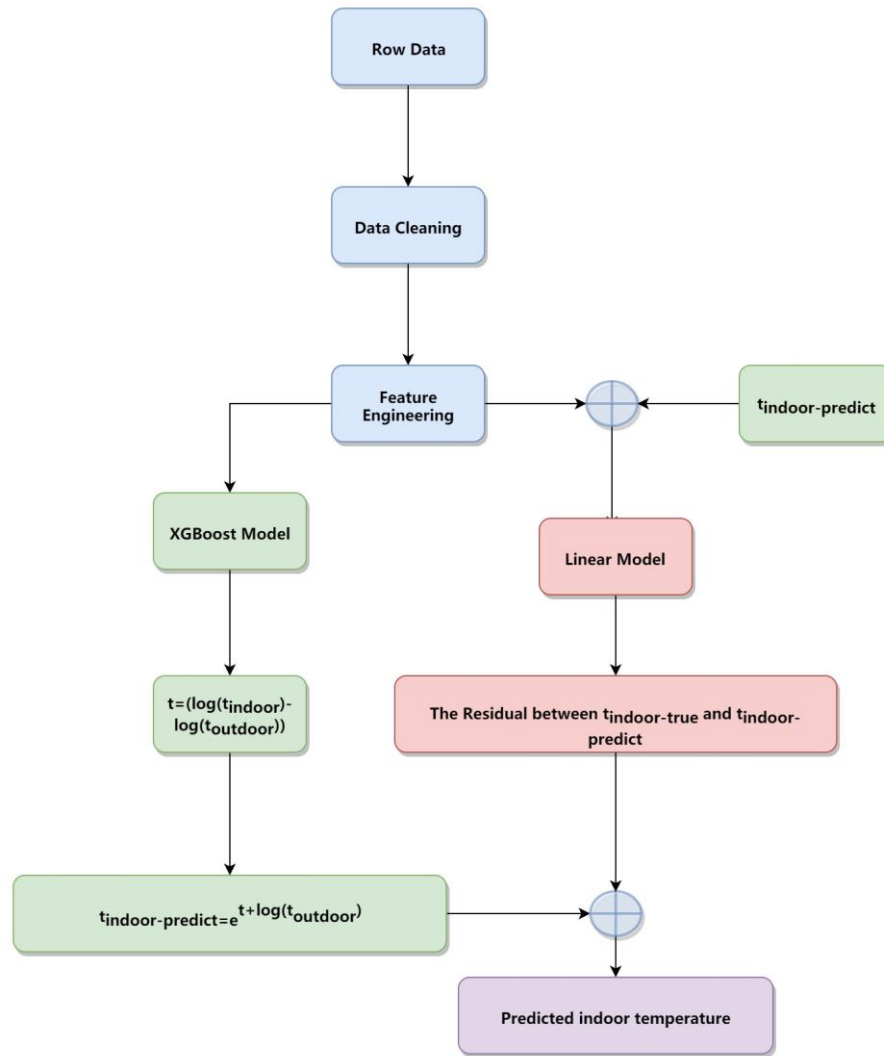 Row Data
Data Cleaning
Feature
Engineering
tindoor-predict
XGBoost Model
Linear Model
t=(log(tindoor)-
log(toutdoor))
The Residual between tindoor-true and tindoor-
predict
tindoor-predict=e^t+log(toutdoor)
Predicted indoor temperature